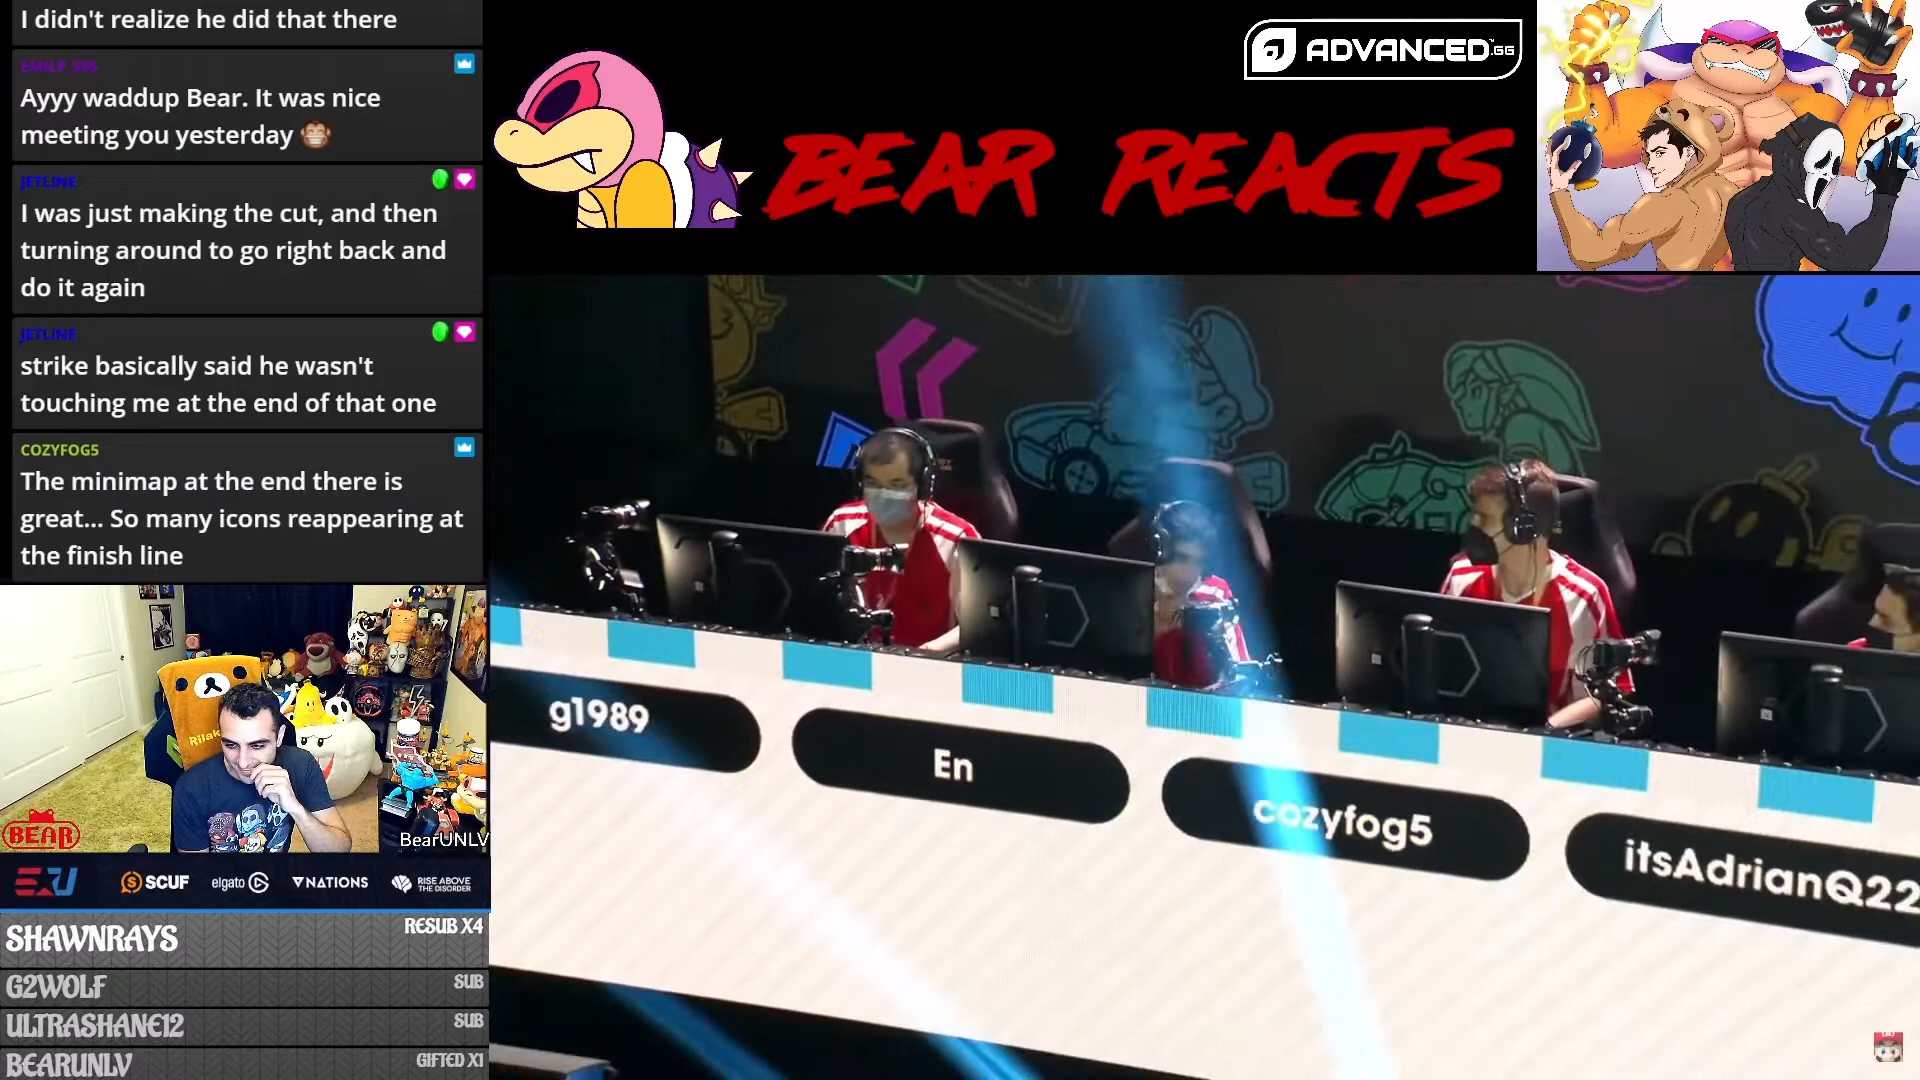 I didn't realize he did that there
EMILP_595
Ayyy waddup Bear. It was nice
meeting you yesterday
JETLINE
I was just making the cut, and then
turning around to go right back and
do it again
JETLINE
strike basically said he wasn't
touching me at the end of that one
COZYFOG5
The minimap at the end there is
great... So many icons reappearing at
the finish line
ADVANCED.GG
BEAR REACTS
g1989
En
cozyfog5
itsAdrianQ22
Rilak
BEAR
BearUNLV
EXU
SCUF
elgato
VNATIONS
RISE ABOVE
THE DISORDER
SHAWNRAYS RESUB X4
G2WOLF SUB
ULTRASHANE12 SUB
BEARUNLV GIFTED X1